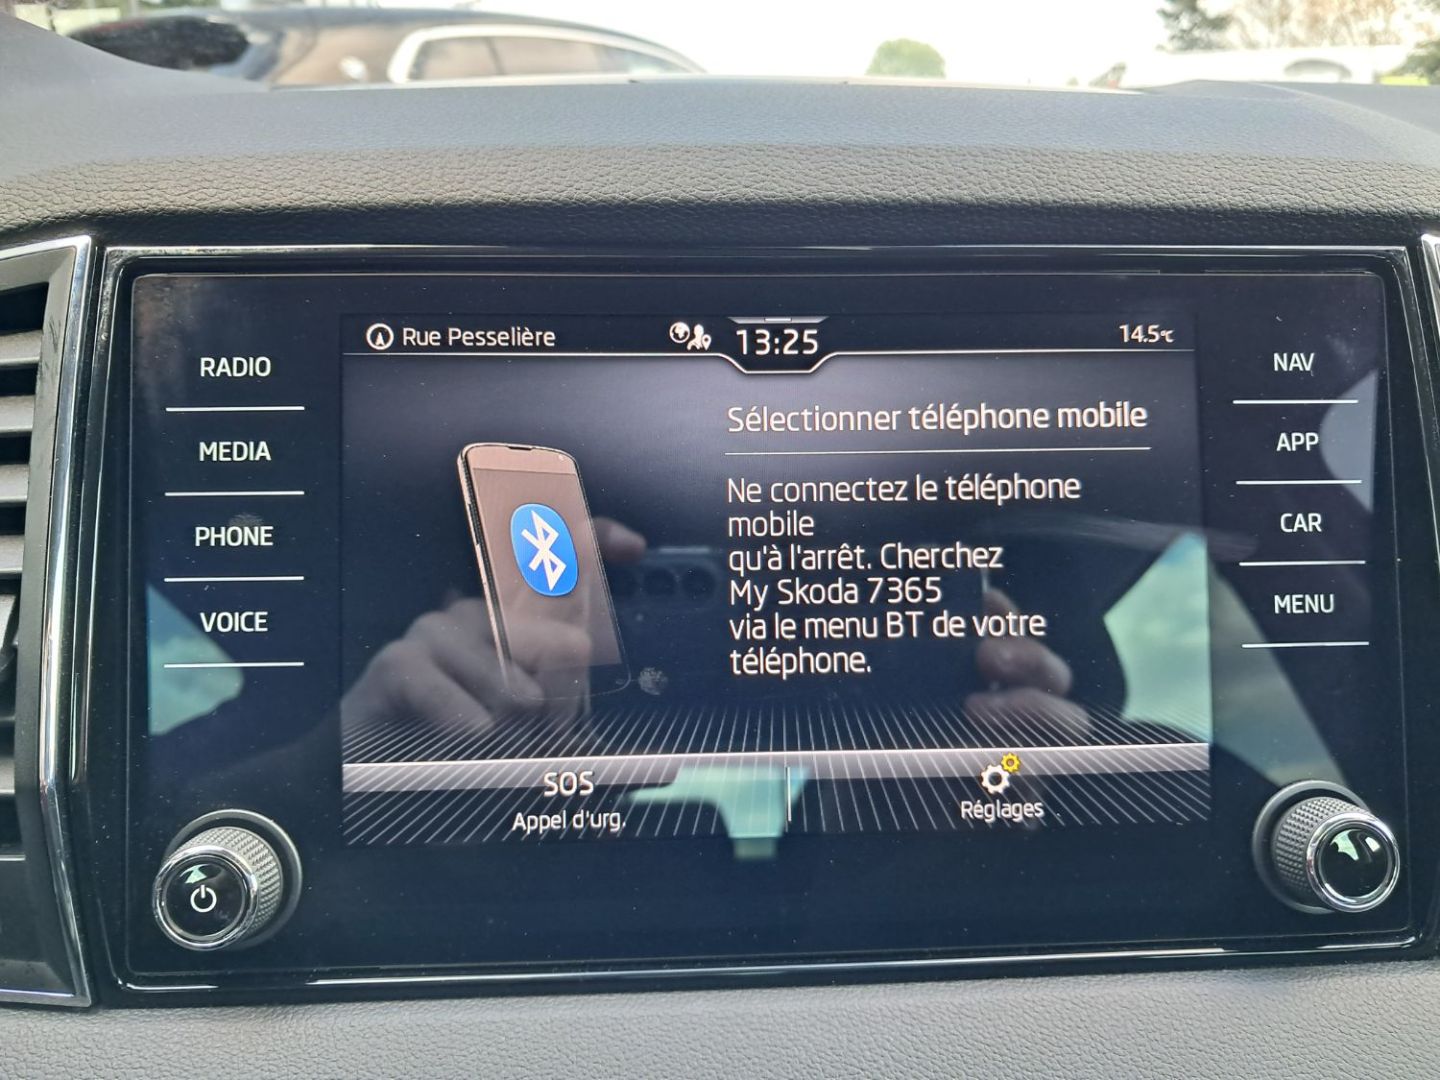 Rue Pesselière
13:25
14.5°C
RADIO
MEDIA
PHONE
VOICE
NAV
APP
CAR
MENU
Sélectionner téléphone mobile
Ne connectez le téléphone
mobile
qu'à l'arrêt. Cherchez
My Skoda 7365
via le menu BT de votre
téléphone.
SOS
Appel d'urg.
Réglages